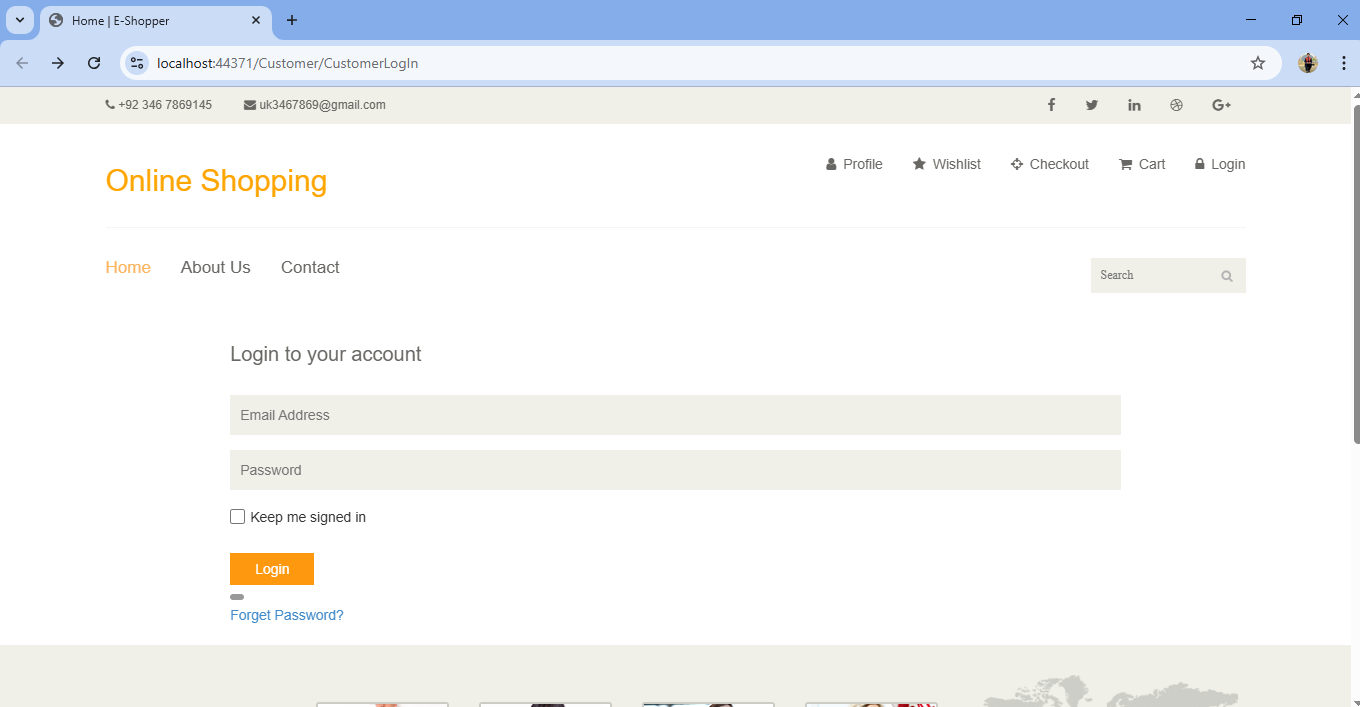 Home | E-Shopper
localhost:44371/Customer/CustomerLogIn
+92 346 7869145 uk3467869@gmail.com
Profile Wishlist Checkout Cart Login
Online Shopping
Home About Us Contact
Search
Login to your account
Email Address
Password
Keep me signed in
Login
Forget Password?